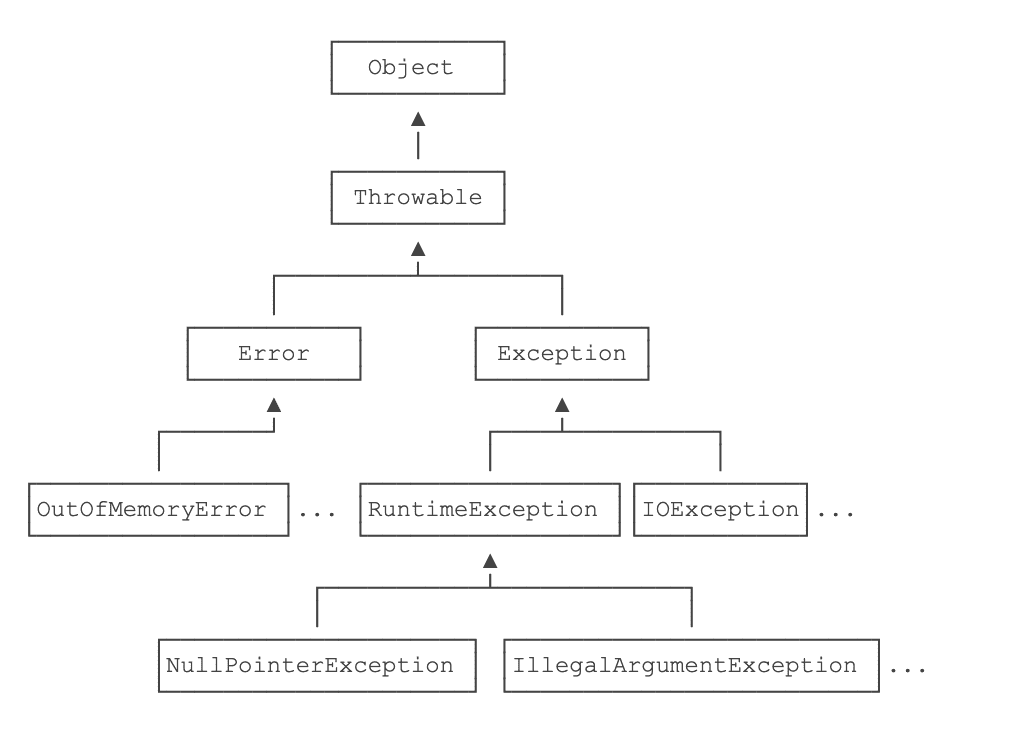 Object
Throwable
Error Exception
OutOfMemoryError ... RuntimeException IOException ...
NullPointerException IllegalArgumentException ...